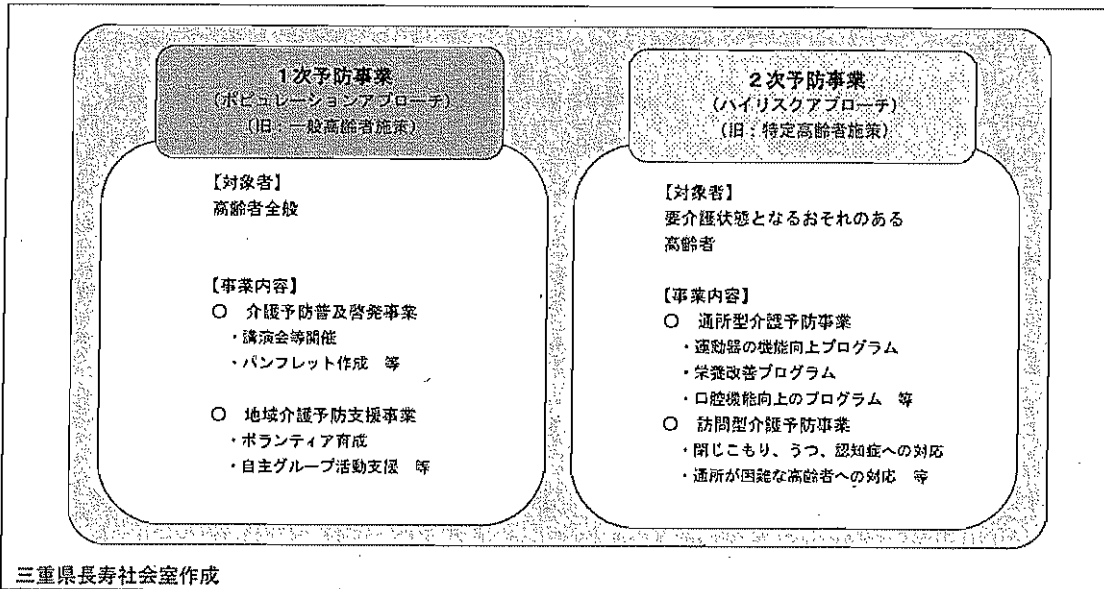 1次予防事業
(ポピュレーションアプローチ)
(旧:一般高齢者施策)
【対象者】
高齢者全般
【事業内容】
○ 介護予防普及啓発事業
・講演会等開催
・パンフレット作成 等
○ 地域介護予防支援事業
・ボランティア育成
・自主グループ活動支援 等
2次予防事業
(ハイリスクアプローチ)
(旧:特定高齢者施策)
【対象者】
要介護状態となるおそれのある
高齢者
【事業内容】
○ 通所型介護予防事業
・運動器の機能向上プログラム
・栄養改善プログラム
・口腔機能向上のプログラム 等
○ 訪問型介護予防事業
・閉じこもり、うつ、認知症への対応
・通所が困難な高齢者への対応 等
三重県長寿社会室作成